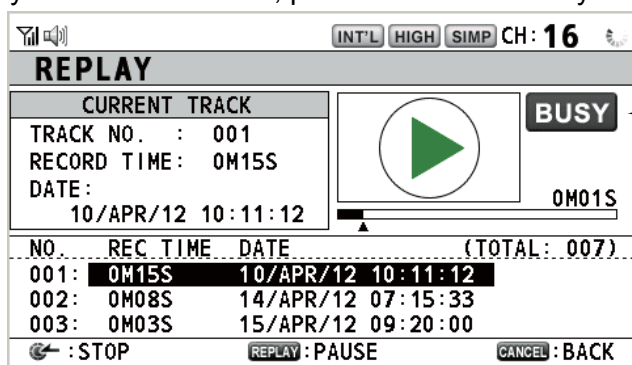 INT'L HIGH SIMP CH: 16
REPLAY
CURRENT TRACK
TRACK NO. : 001
RECORD TIME: 0M15S
DATE:
10/APR/12 10:11:12
BUSY
0M01S
NO. REC TIME DATE (TOTAL: 007)
001: 0M15S 10/APR/12 10:11:12
002: 0M08S 14/APR/12 07:15:33
003: 0M03S 15/APR/12 09:20:00
: STOP REPLAY : PAUSE CANCEL : BACK